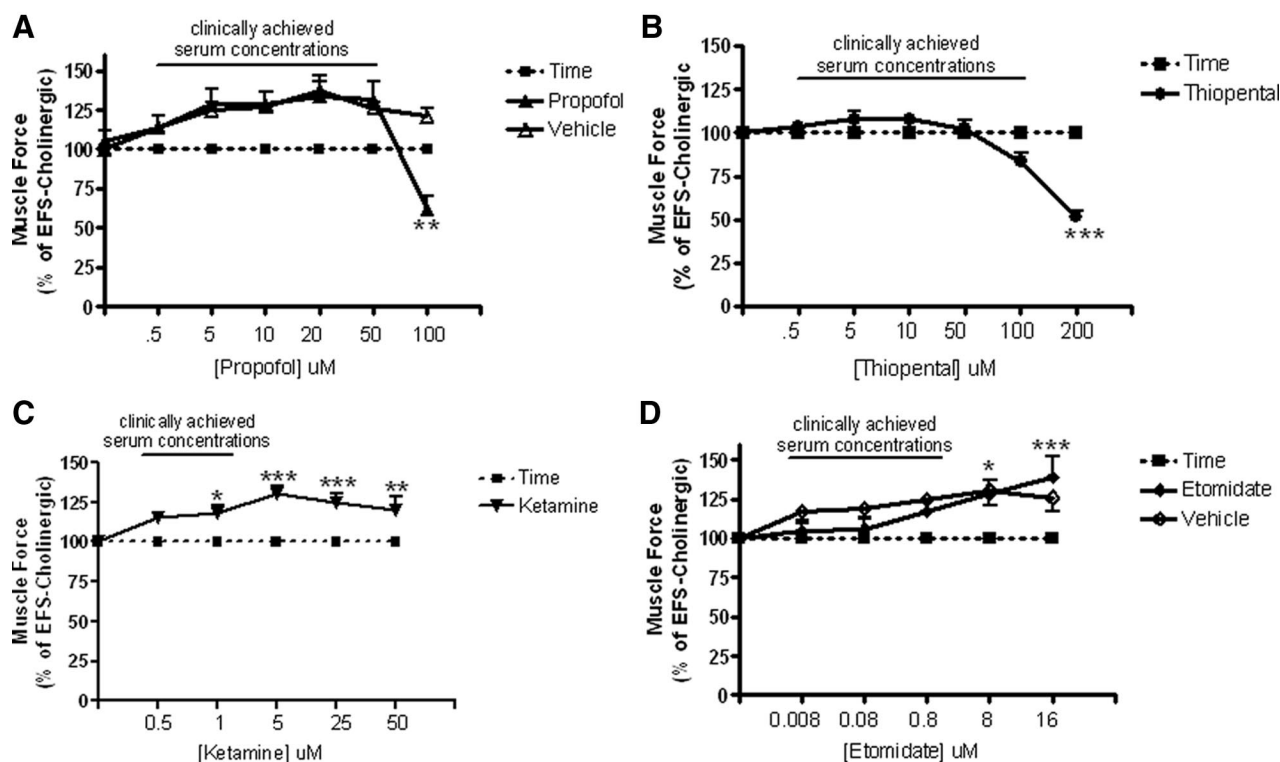 A
clinically achieved
serum concentrations
Muscle Force
(% of EFS-Cholinergic)
150
125
100
75
50
25
0
**
.5 5 10 20 50 100
[Propofol] uM
Time
Propofol
Vehicle
B
clinically achieved
serum concentrations
Muscle Force
(% of EFS-Cholinergic)
150
125
100
75
50
25
0
***
.5 5 10 50 100 200
[Thiopental] uM
Time
Thiopental
C
clinically achieved
serum concentrations
Muscle Force
(% of EFS-Cholinergic)
150
125
100
75
50
25
0
* *** *** **
0.5 1 5 25 50
[Ketamine] uM
Time
Ketamine
D
clinically achieved
serum concentrations
Muscle Force
(% of EFS-Cholinergic)
150
125
100
75
50
25
0
* ***
0.008 0.08 0.8 8 16
[Etomidate] uM
Time
Etomidate
Vehicle